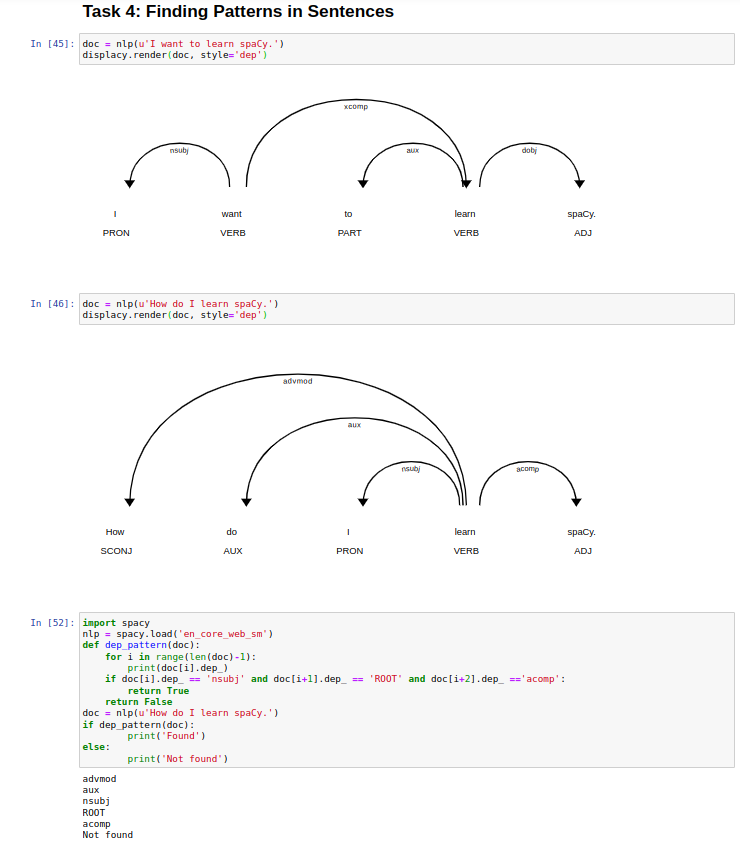 Task 4: Finding Patterns in Sentences
In [45]: doc = nlp(u'I want to learn spaCy.')
displacy.render(doc, style='dep')
xcomp
nsubj aux dobj
I want to learn spaCy.
PRON VERB PART VERB ADJ
In [46]: doc = nlp(u'How do I learn spaCy.')
displacy.render(doc, style='dep')
advmod
aux
nsubj acomp
How do I learn spaCy.
SCONJ AUX PRON VERB ADJ
In [52]: import spacy
nlp = spacy.load('en_core_web_sm')
def dep_pattern(doc):
    for i in range(len(doc)-1):
        print(doc[i].dep_)
    if doc[i].dep_ == 'nsubj' and doc[i+1].dep_ == 'ROOT' and doc[i+2].dep_ =='acomp':
        return True
    return False
doc = nlp(u'How do I learn spaCy.')
if dep_pattern(doc):
        print('Found')
else:
        print('Not found')
advmod
aux
nsubj
ROOT
acomp
Not found